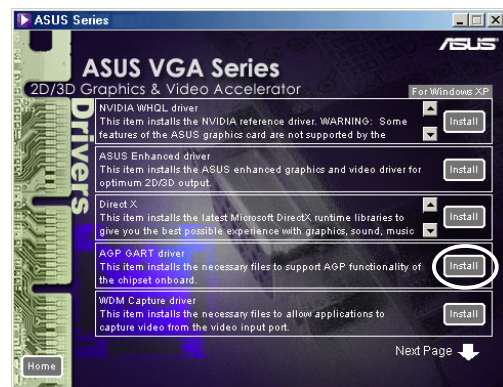 ASUS Series
ASUS
ASUS VGA Series
2D/3D Graphics & Video Accelerator
For Windows XP
Drivers
NVIDIA WHQL driver
This item installs the NVIDIA reference driver. WARNING: Some
features of the ASUS graphics card are not supported by the
Install
ASUS Enhanced driver
This item installs the ASUS enhanced graphics and video driver for
optimum 2D/3D output.
Install
Direct X
This item installs the latest Microsoft DirectX runtime libraries to
give you the best possible experience with graphics, sound, music
Install
AGP GART driver
This item installs the necessary files to support AGP functionality of
the chipset onboard.
Install
WDM Capture driver
This item installs the necessary files to allow applications to
capture video from the video input port.
Install
Next Page
Home